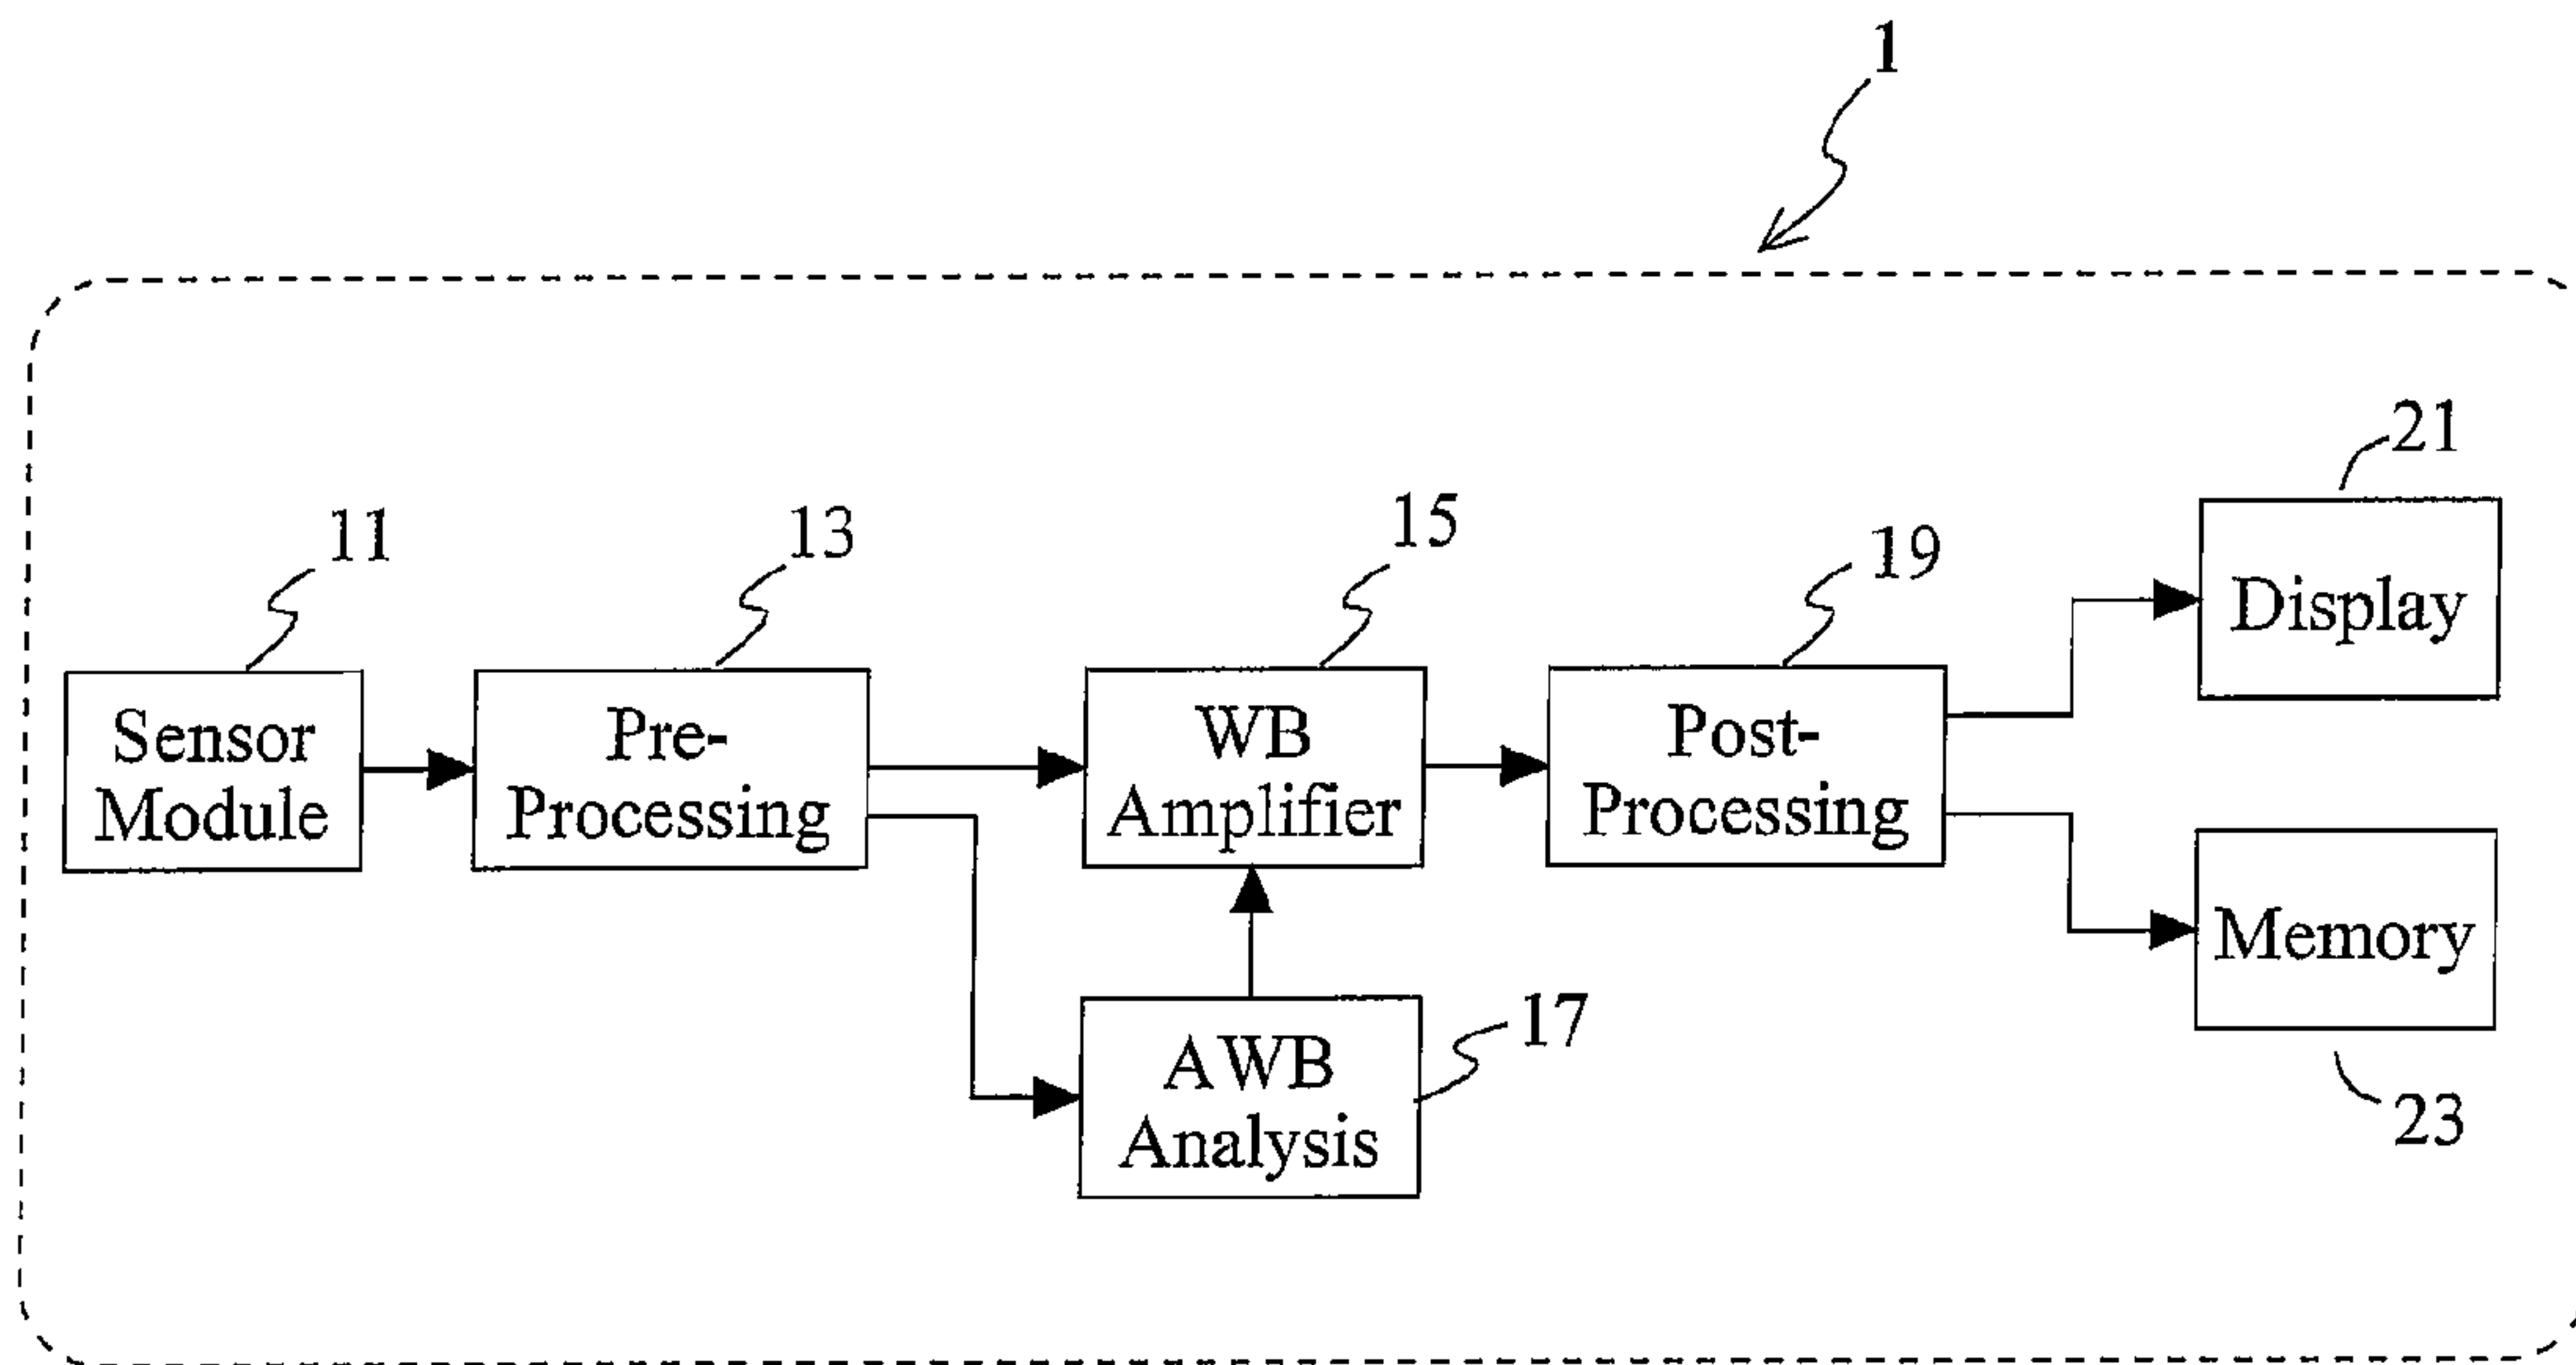 1
21
11
13
15
19
Display
Sensor
Module
Pre-
Processing
WB
Amplifier
Post-
Processing
Memory
AWB
Analysis
17
23